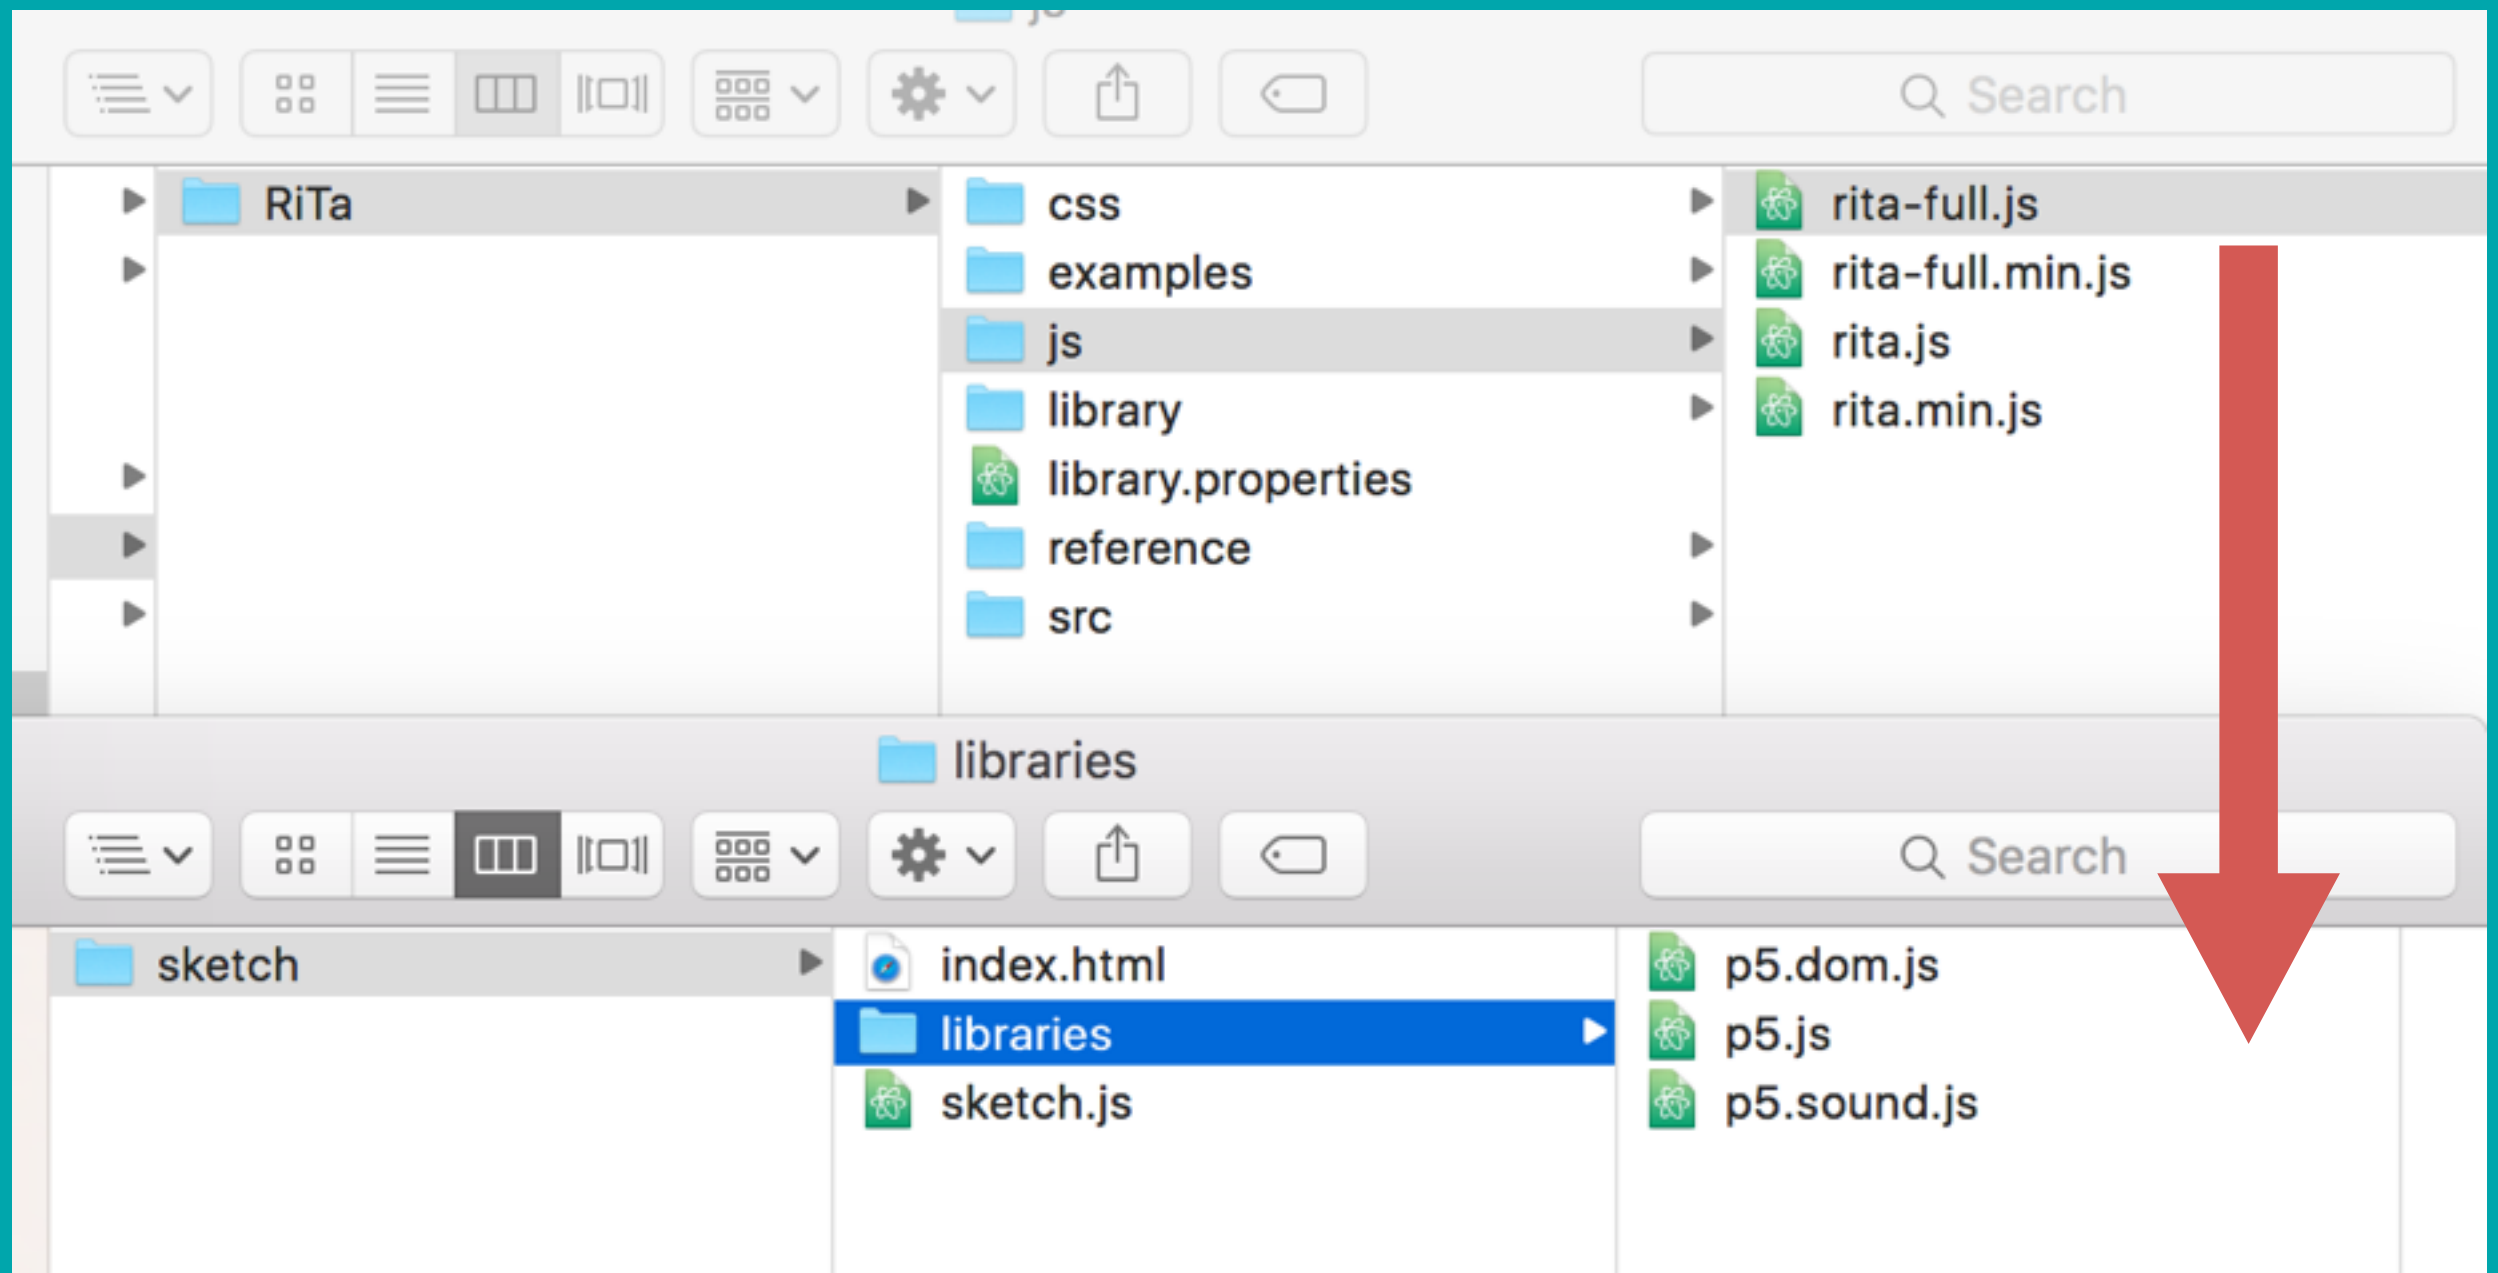 js
Search
RiTa
css
examples
js
library
library.properties
reference
src
rita-full.js
rita-full.min.js
rita.js
rita.min.js
libraries
Search
sketch
index.html
libraries
sketch.js
p5.dom.js
p5.js
p5.sound.js